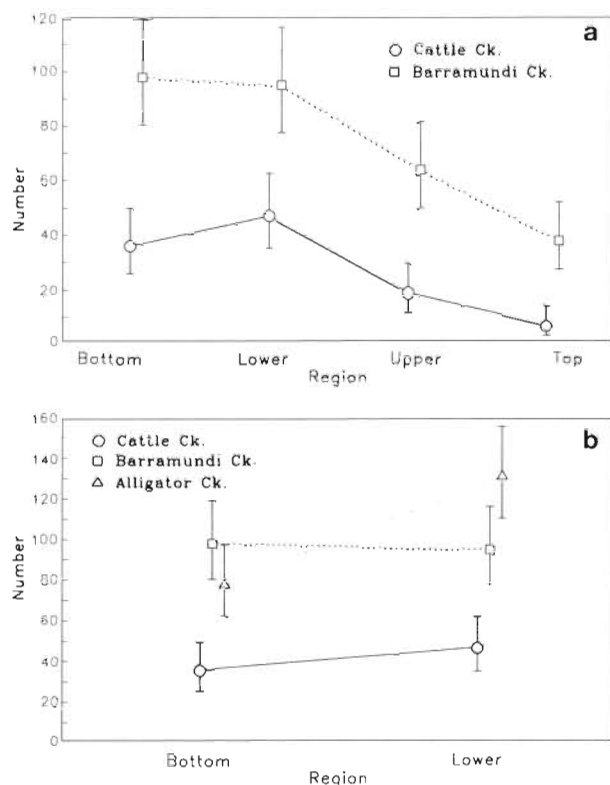 a
Cattle Ck.
Barramundi Ck.
120
100
80
60
40
20
0
Number
Bottom Lower Upper Top
Region
b
Cattle Ck.
Barramundi Ck.
Alligator Ck.
160
140
120
100
80
60
40
20
0
Number
Bottom Lower
Region